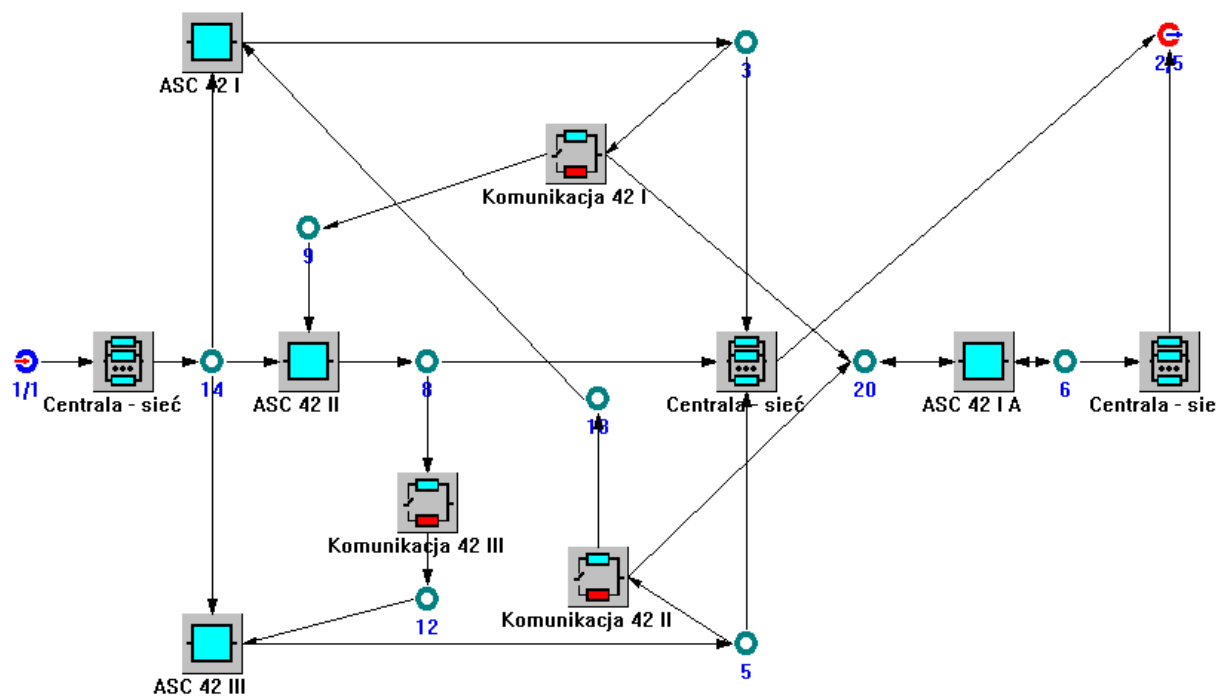 ASC 42 I
3
2/5
Komunikacja 42 I
9
1/1
Centrala - sieć
14
ASC 42 II
8
Centrala - sieć
20
ASC 42 I A
6
Centrala - sie
13
Komunikacja 42 III
Komunikacja 42 II
12
5
ASC 42 III